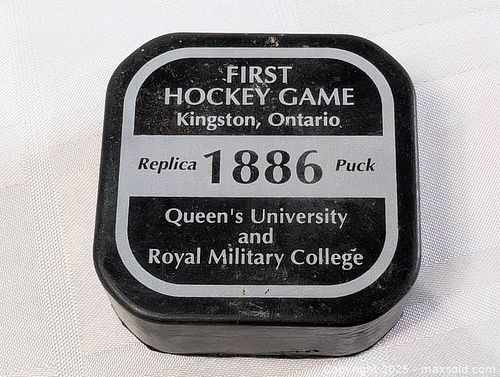 FIRST
HOCKEY GAME
Kingston, Ontario
Replica 1886 Puck
Queen's University
and
Royal Military College
Copyright 2025 - maxsold.com